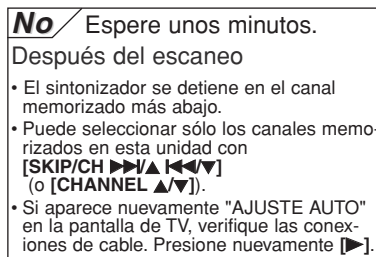 No Espere unos minutos.
Después del escaneo
• El sintonizador se detiene en el canal
memorizado más abajo.
• Puede seleccionar sólo los canales memo-
rizados en esta unidad con
[SKIP/CH ▶▶I/▲ I◀◀/▼]
(o [CHANNEL ▲/▼]).
• Si aparece nuevamente "AJUSTE AUTO"
en la pantalla de TV, verifique las conex-
iones de cable. Presione nuevamente [▶].